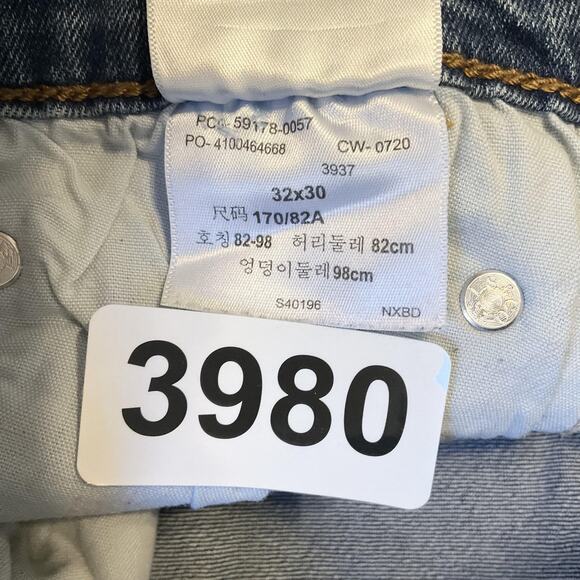 PC- 59178-0057
PO- 4100464668 CW- 0720
3937
32x30
尺码 170/82A
호칭 82-98 허리둘레 82cm
엉덩이둘레 98cm
S40196 NXBD
3980